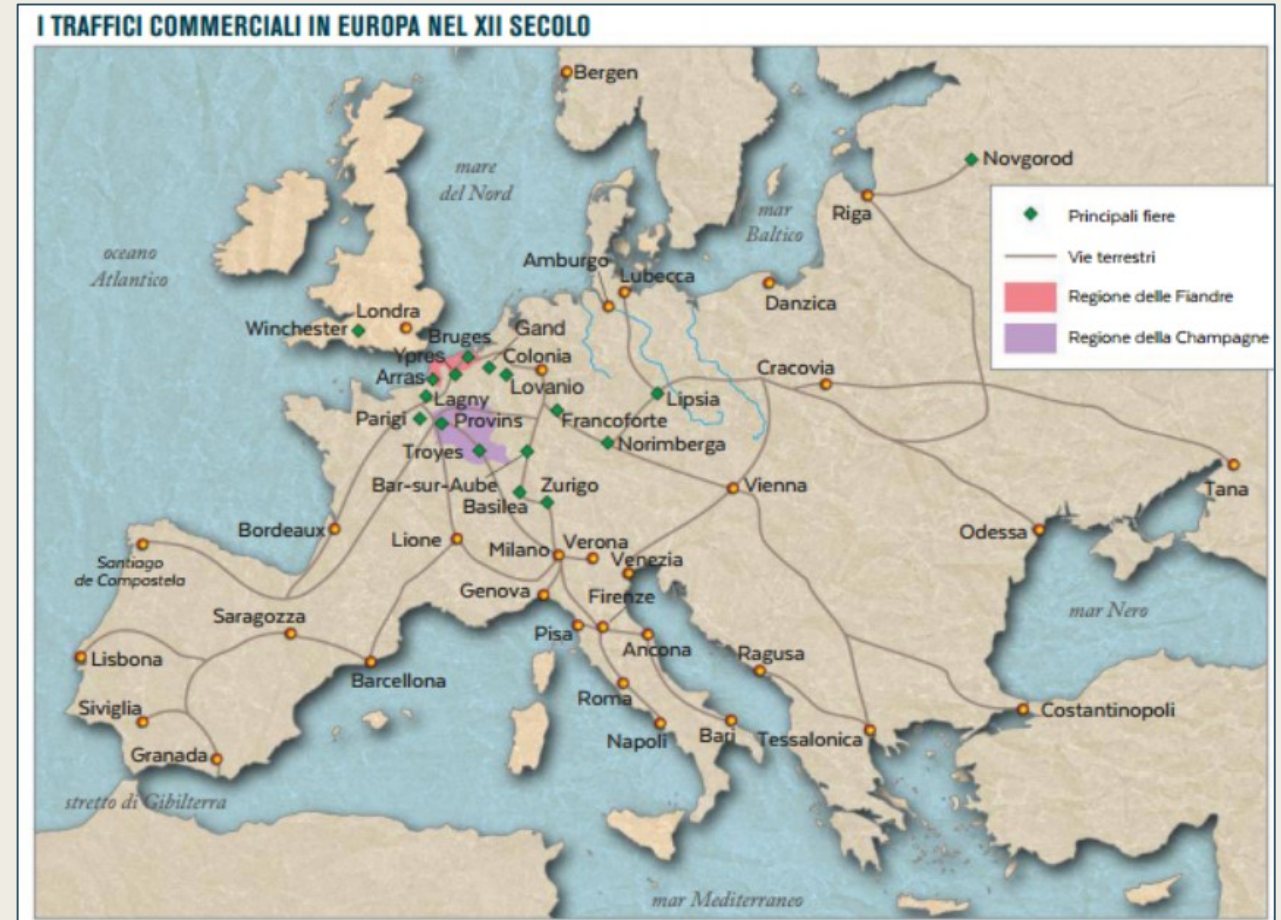 I TRAFFICI COMMERCIALI IN EUROPA NEL XII SECOLO
Bergen
mare
del Nord
Novgorod
Riga
mar
Baltico
oceano
Atlantico
Amburgo
Lubecca
Danzica
Londra
Winchester
Bruges
Gand
Ypres
Colonia
Arras
Lovanio
Lagny
Cracovia
Lipsia
Parigi
Provins
Francoforte
Troyes
Norimberga
Bar-sur-Aube
Zurigo
Basilea
Vienna
Tana
Bordeaux
Lione
Milano
Verona
Venezia
Odessa
Santiago
de Compostela
Genova
Firenze
mar Nero
Saragozza
Pisa
Ancona
Ragusa
Lisbona
Barcellona
Roma
Siviglia
Napoli
Bari
Tessalonica
Costantinopoli
Granada
stretto di Gibilterra
mar Mediterraneo
Principali fiere
Vie terrestri
Regione delle Fiandre
Regione della Champagne